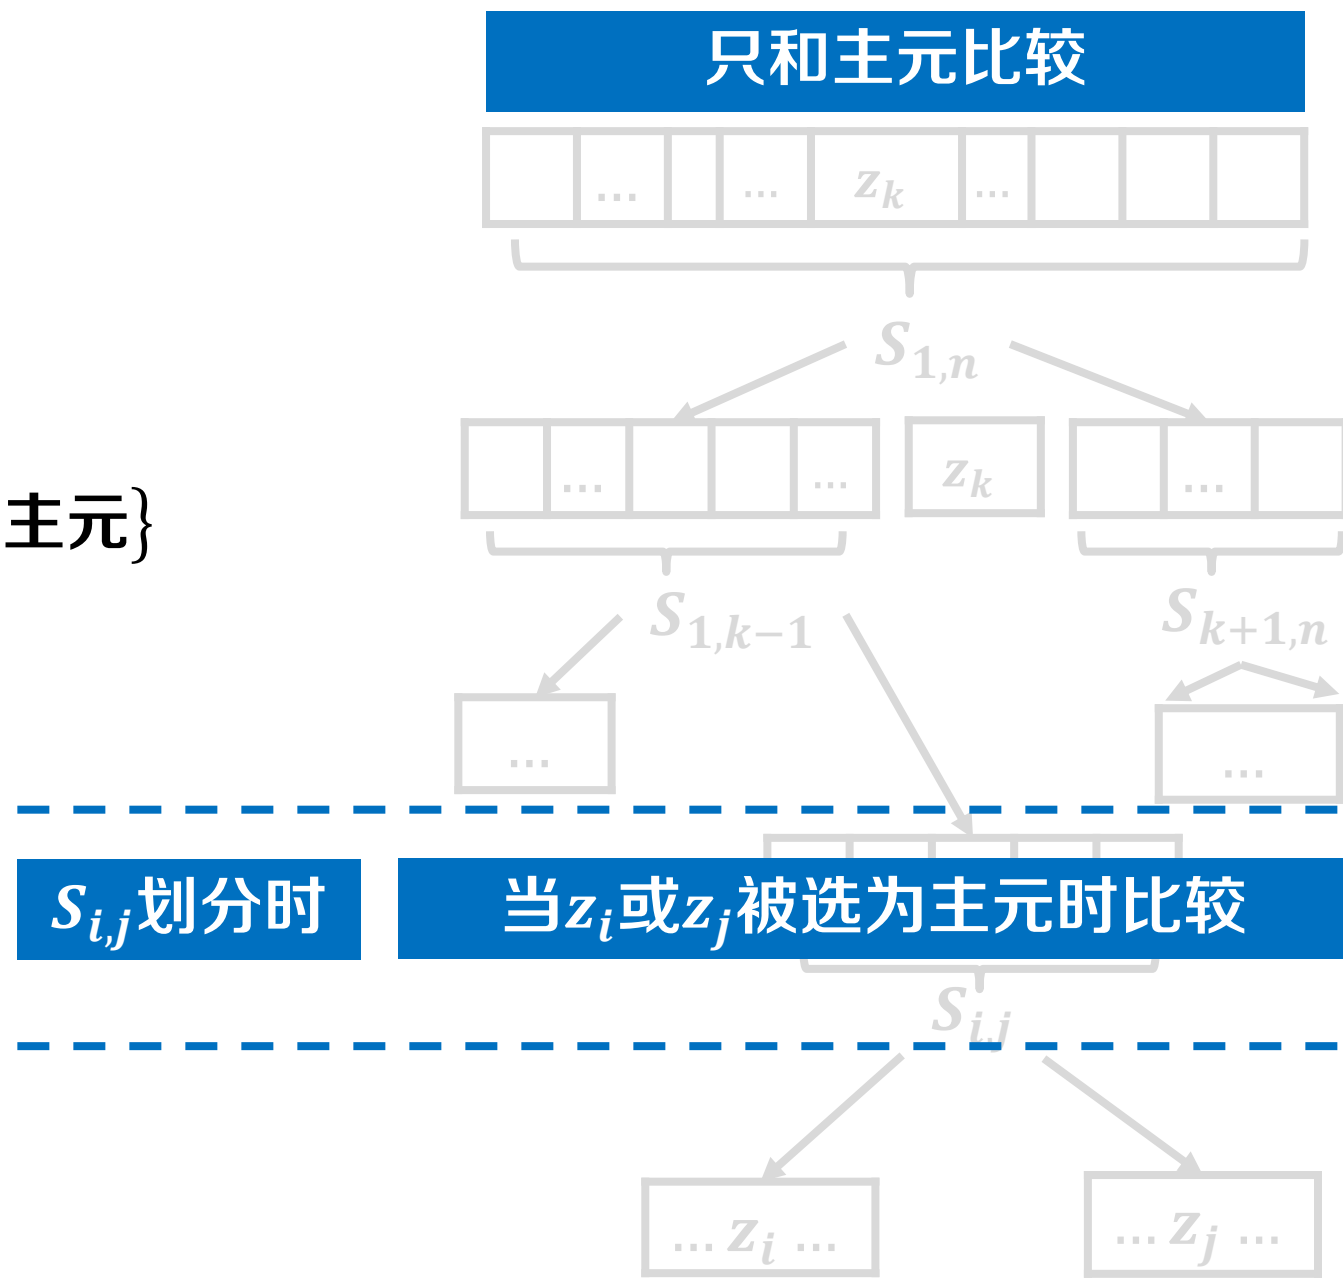 只和主元比较
... ... z_k ...
S_{1,n}
... ... z_k ...
主元}
S_{1,k-1} S_{k+1,n}
... ...
S_{i,j}划分时 当z_i或z_j被选为主元时比较
S_{i,j}
... z_i ... ... z_j ...